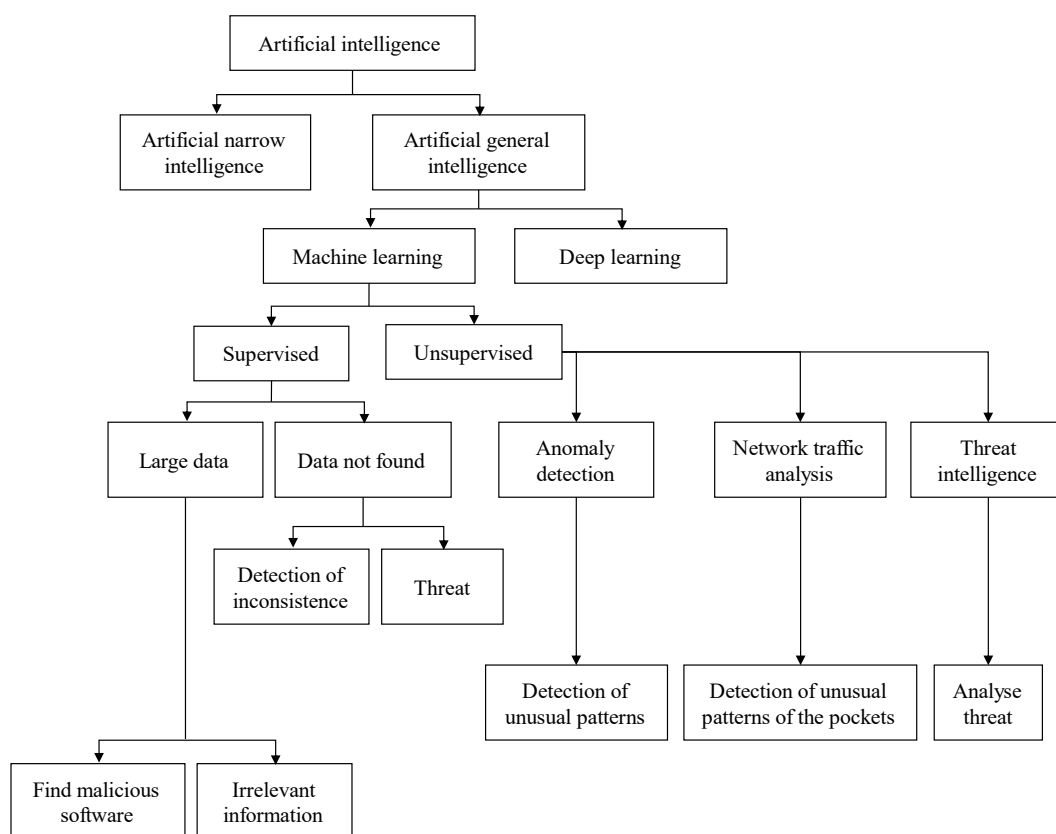 Artificial intelligence
Artificial narrow
intelligence
Artificial general
intelligence
Machine learning
Deep learning
Supervised
Unsupervised
Large data
Data not found
Anomaly
detection
Network traffic
analysis
Threat
intelligence
Detection of
inconsistence
Threat
Detection of
unusual patterns
Detection of unusual
patterns of the pockets
Analyse
threat
Find malicious
software
Irrelevant
information